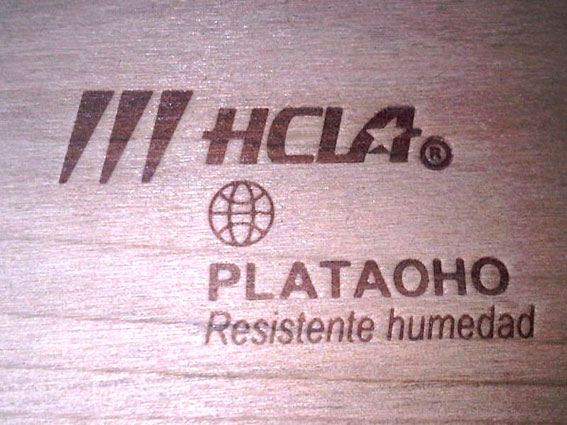 HCLA®
PLATAOHO
Resistente humedad